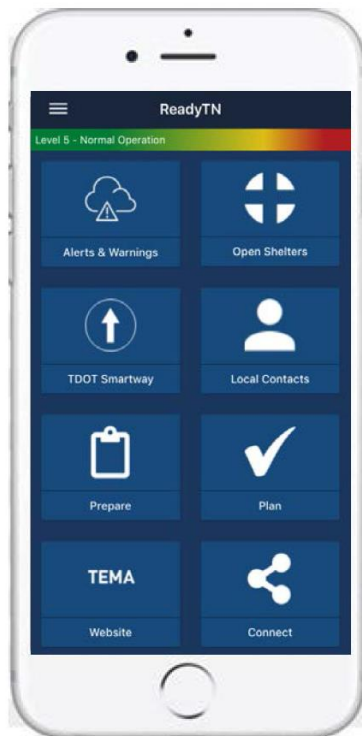 ReadyTN
Level 5 - Normal Operation
Alerts & Warnings
Open Shelters
TDOT Smartway
Local Contacts
Prepare
Plan
TEMA
Website
Connect